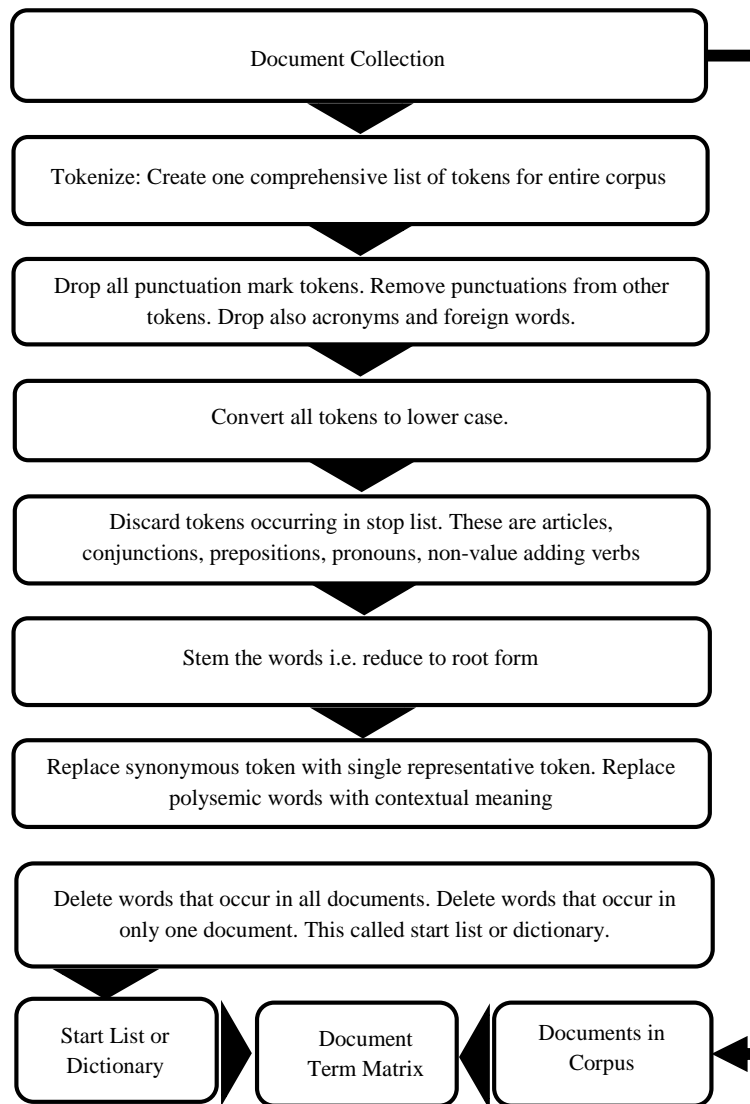 Document Collection
Tokenize: Create one comprehensive list of tokens for entire corpus
Drop all punctuation mark tokens. Remove punctuations from other
tokens. Drop also acronyms and foreign words.
Convert all tokens to lower case.
Discard tokens occurring in stop list. These are articles,
conjunctions, prepositions, pronouns, non-value adding verbs
Stem the words i.e. reduce to root form
Replace synonymous token with single representative token. Replace
polysemic words with contextual meaning
Delete words that occur in all documents. Delete words that occur in
only one document. This called start list or dictionary.
Start List or
Dictionary
Document
Term Matrix
Documents in
Corpus